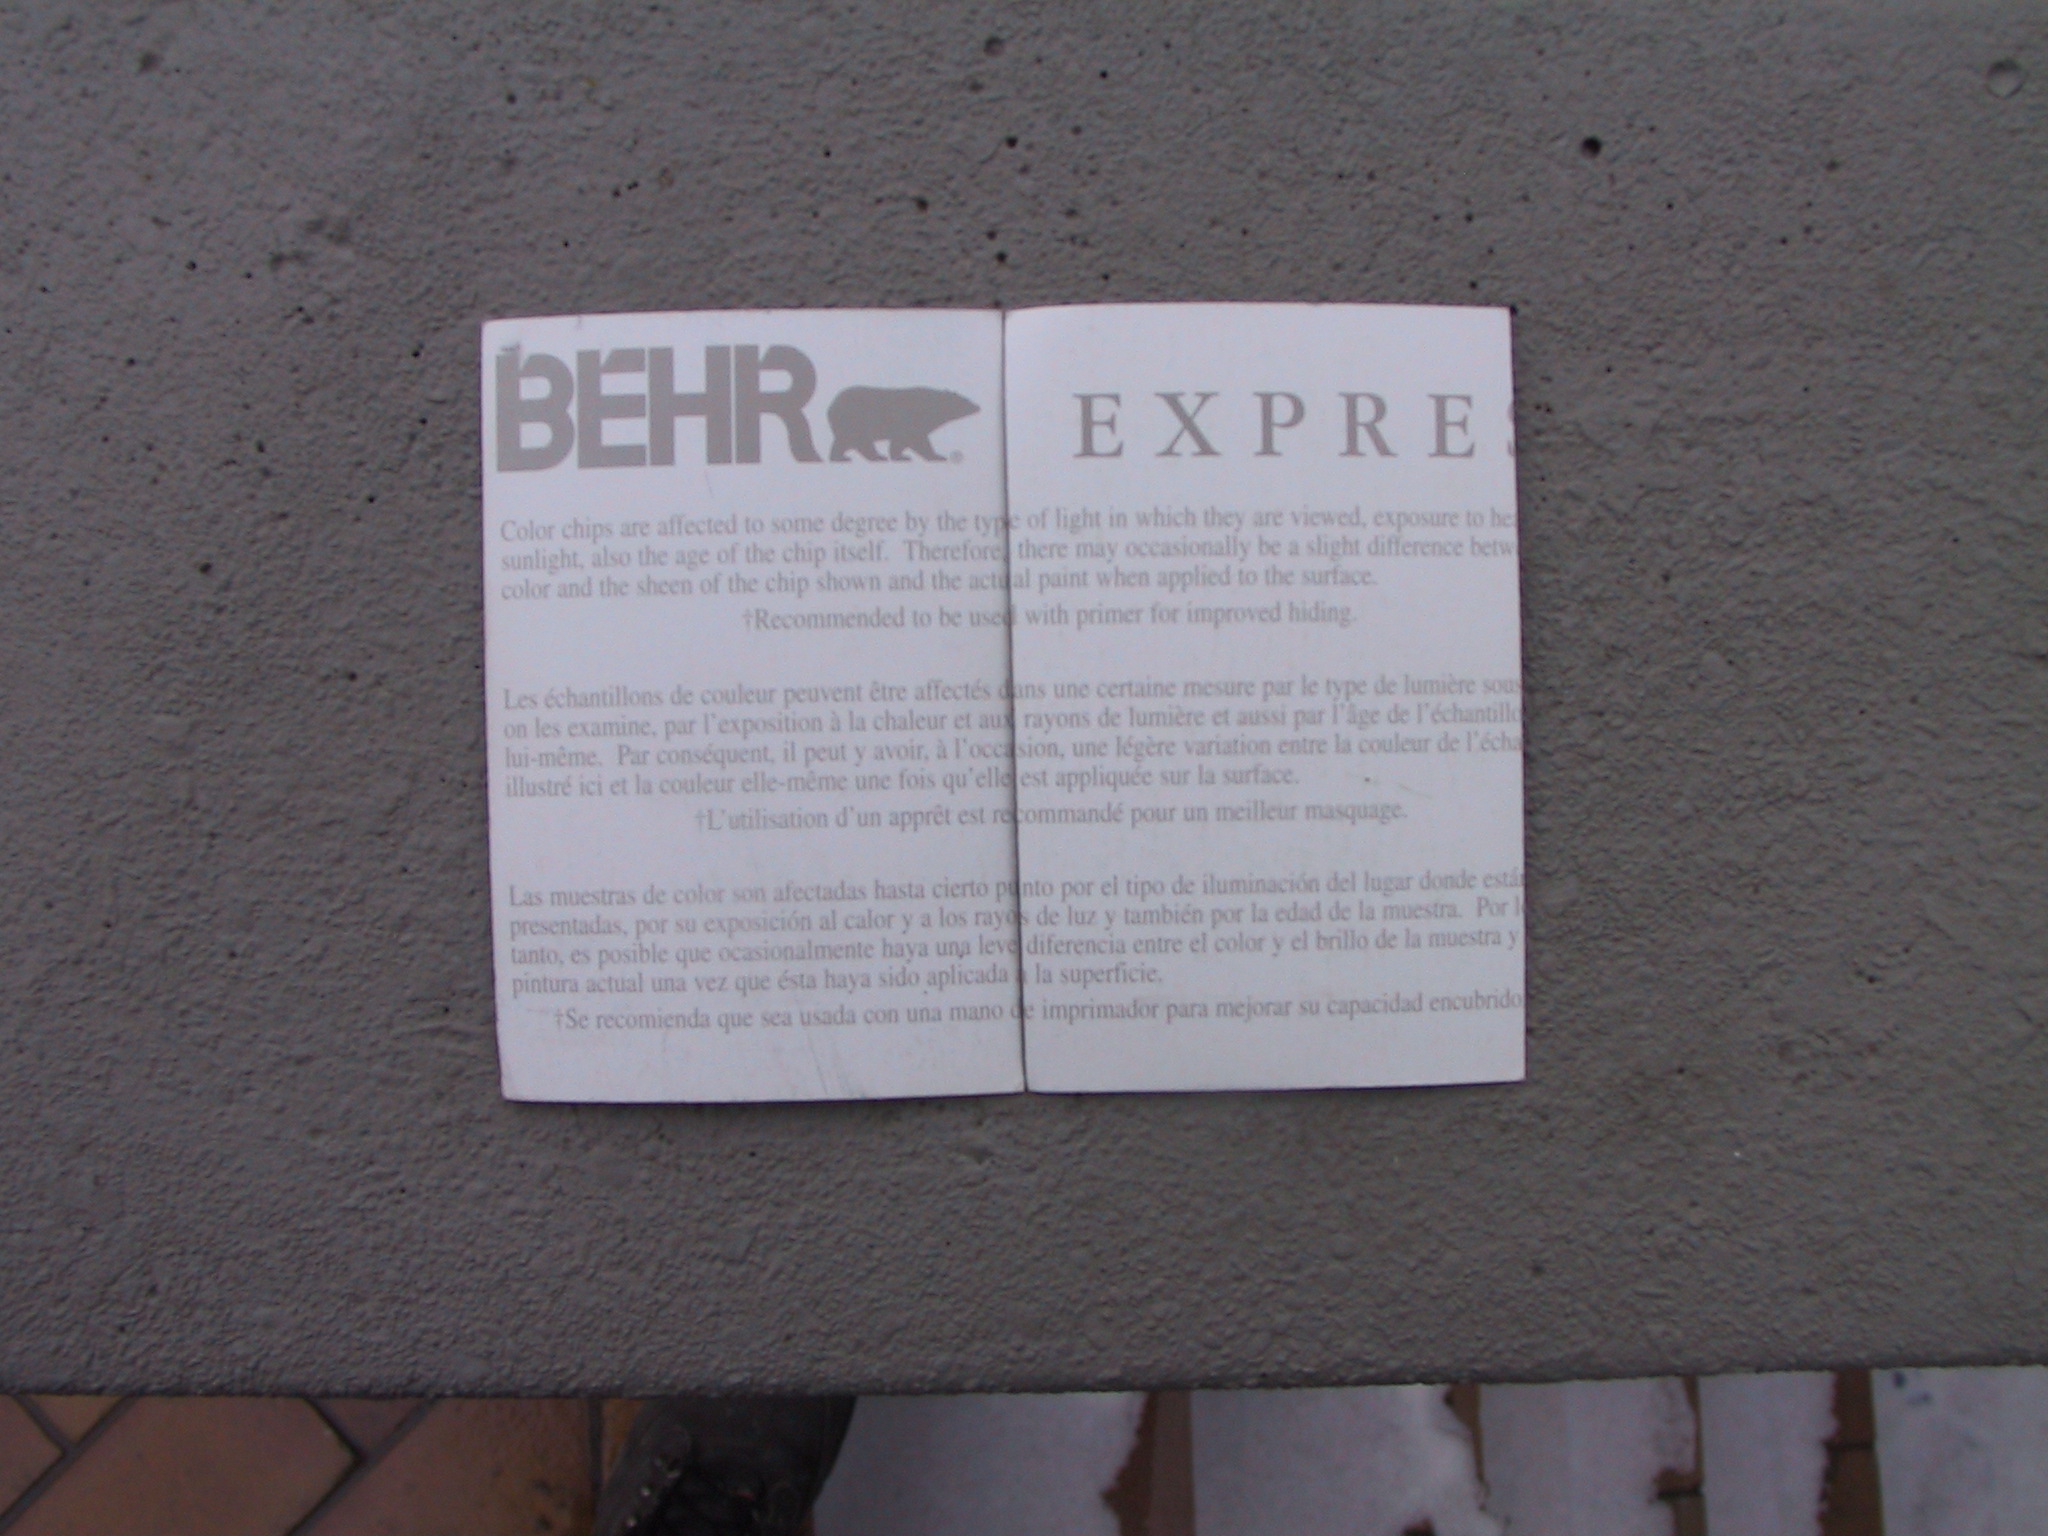 BEHR® EXPRES
Color chips are affected to some degree by the type of light in which they are viewed, exposure to hea
sunlight, also the age of the chip itself. Therefore, there may occasionally be a slight difference betw
color and the sheen of the chip shown and the actual paint when applied to the surface.
†Recommended to be used with primer for improved hiding.
Les échantillons de couleur peuvent être affectés dans une certaine mesure par le type de lumière sous
on les examine, par l'exposition à la chaleur et aux rayons de lumière et aussi par l'âge de l'échantillo
lui-même. Par conséquent, il peut y avoir, à l'occasion, une légère variation entre la couleur de l'écha
illustré ici et la couleur elle-même une fois qu'elle est appliquée sur la surface.
†L'utilisation d'un apprêt est recommandé pour un meilleur masquage.
Las muestras de color son afectadas hasta cierto punto por el tipo de iluminación del lugar donde están
presentadas, por su exposición al calor y a los rayos de luz y también por la edad de la muestra. Por lo
tanto, es posible que ocasionalmente haya una leve diferencia entre el color y el brillo de la muestra y
pintura actual una vez que ésta haya sido aplicada a la superficie.
†Se recomienda que sea usada con una mano de imprimador para mejorar su capacidad encubrido